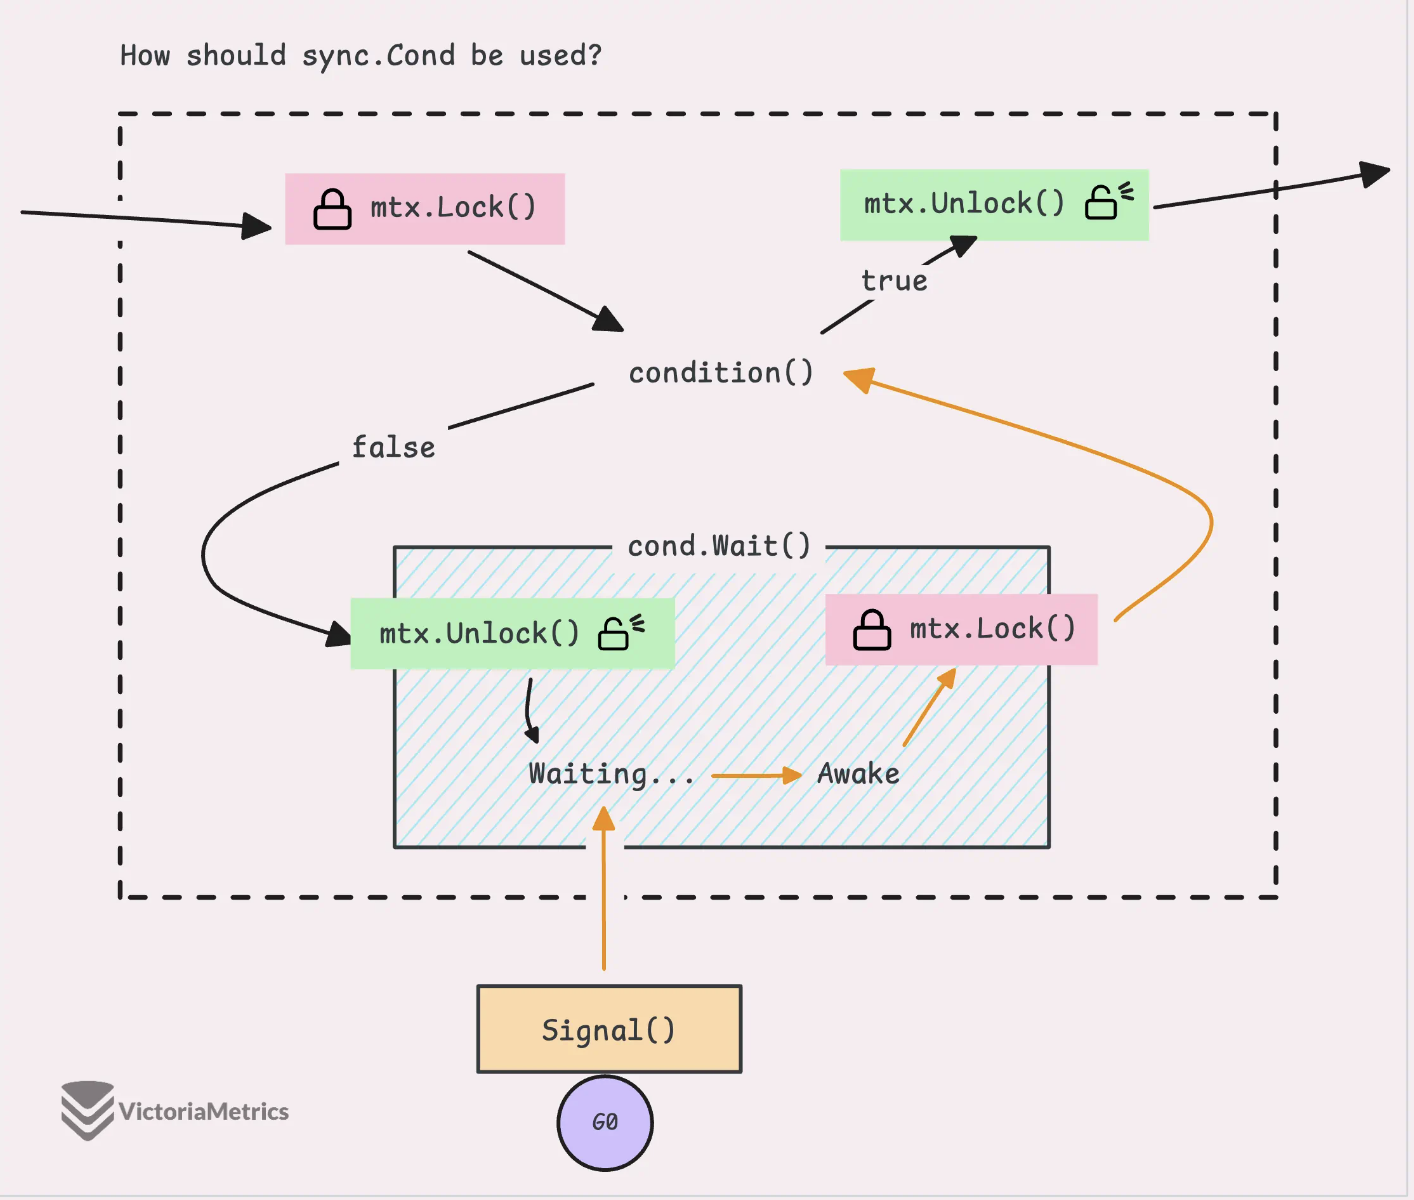 How should sync.Cond be used?
mtx.Lock()
mtx.Unlock()
true
condition()
false
cond.Wait()
mtx.Unlock()
mtx.Lock()
Waiting...
Awake
Signal()
G0
VictoriaMetrics